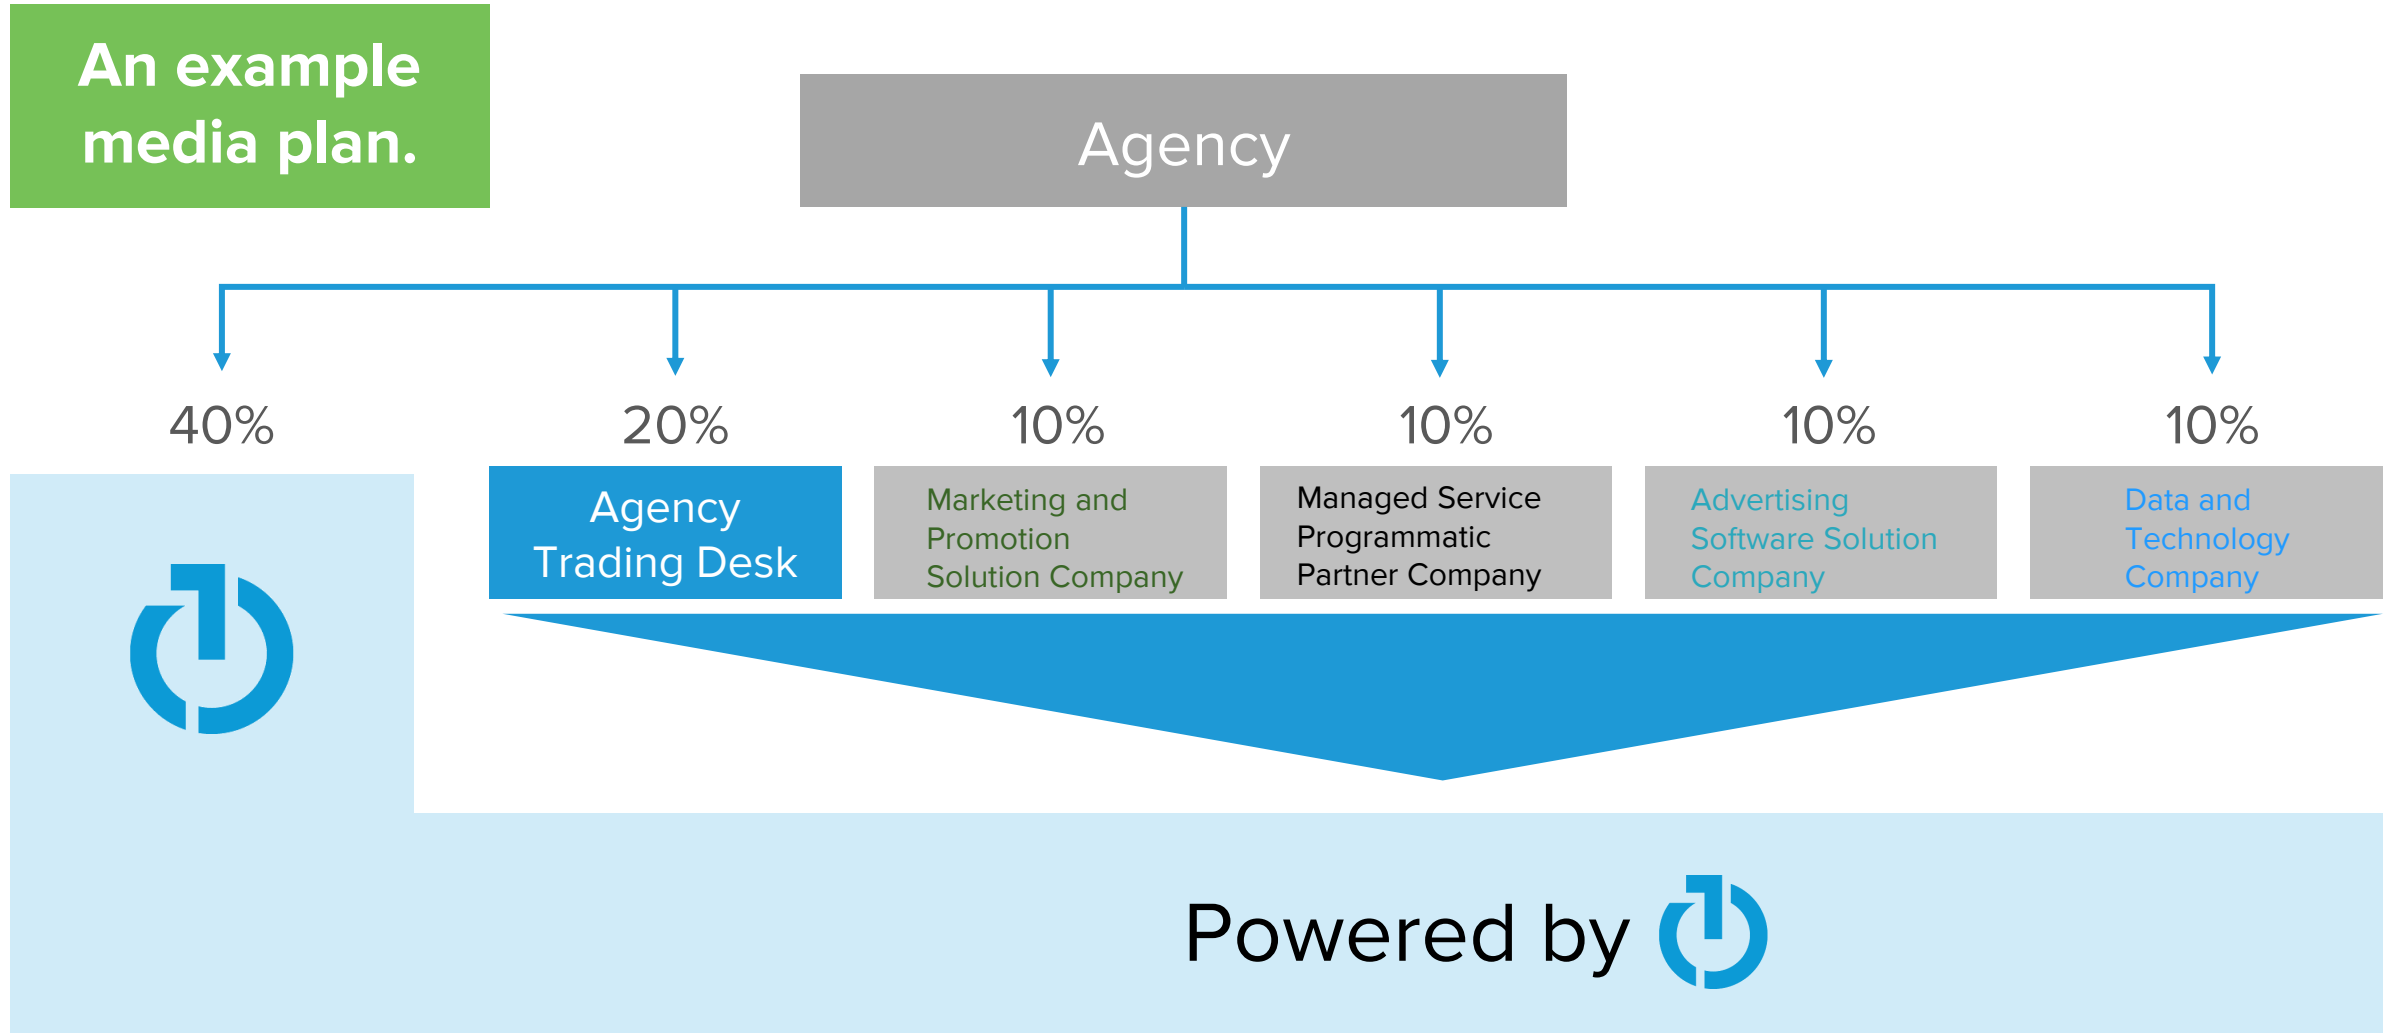 An example
media plan.
Agency
40%
20%
10%
10%
10%
10%
Agency
Trading Desk
Marketing and
Promotion
Solution Company
Managed Service
Programmatic
Partner Company
Advertising
Software Solution
Company
Data and
Technology
Company
Powered by